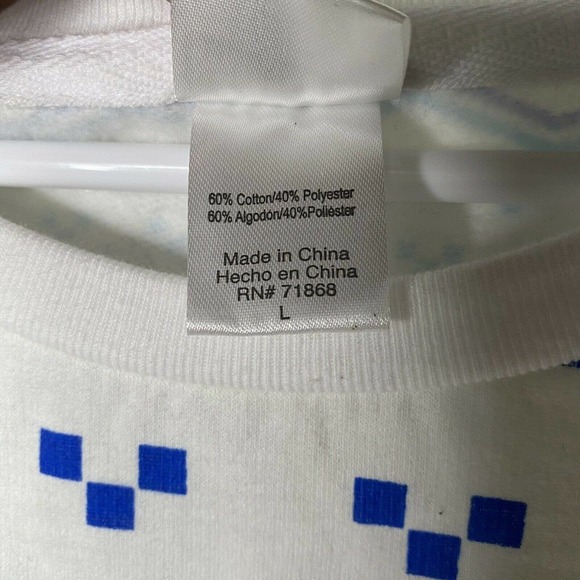 60% Cotton/40% Polyester
60% Algodón/40%Poliéster
Made in China
Hecho en China
RN# 71868
L